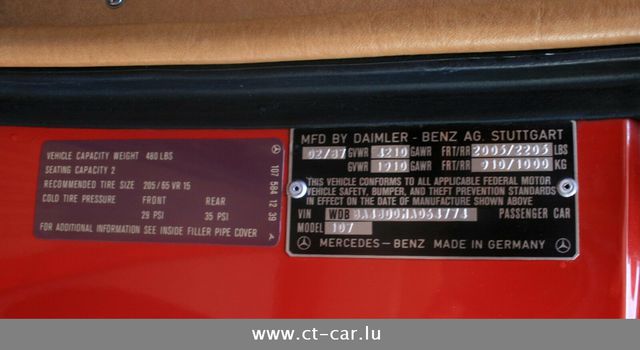 VEHICLE CAPACITY WEIGHT 460 LBS
SEATING CAPACITY 2
RECOMMENDED TIRE SIZE 205/65 VR 15
COLD TIRE PRESSURE FRONT REAR
29 PSI 35 PSI
FOR ADDITIONAL INFORMATION SEE INSIDE FILLER PIPE COVER
107 584 12 39
MFD BY DAIMLER - BENZ AG. STUTTGART
02/87 GVWR 4210 GAWR FRT/RR 2005/2205 LBS
GVWR 1910 GAWR FRT/RR 910/1000 KG
THIS VEHICLE CONFORMS TO ALL APPLICABLE FEDERAL MOTOR
VEHICLE SAFETY, BUMPER, AND THEFT PREVENTION STANDARDS
IN EFFECT ON THE DATE OF MANUFACTURE SHOWN ABOVE
VIN PASSENGER CAR
MODEL 107
MERCEDES-BENZ MADE IN GERMANY
www.ct-car.lu